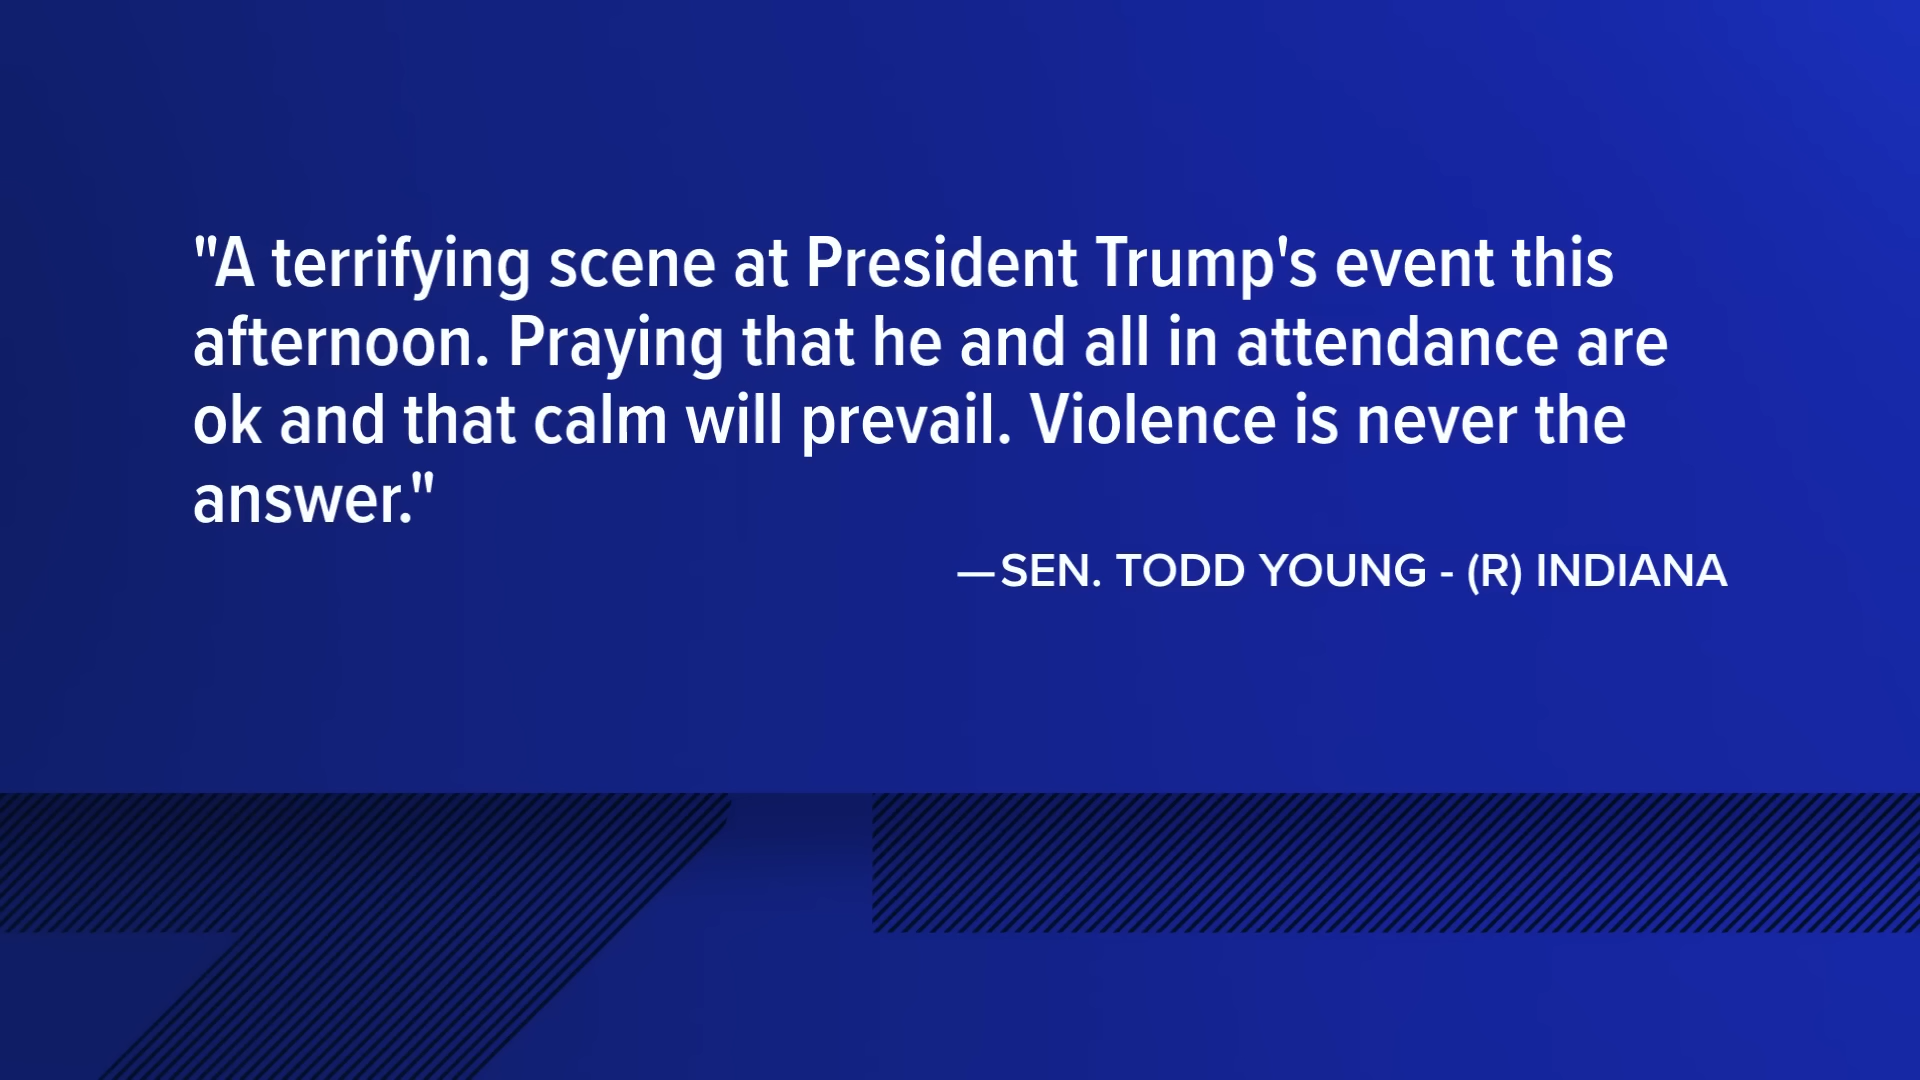 "A terrifying scene at President Trump's event this
afternoon. Praying that he and all in attendance are
ok and that calm will prevail. Violence is never the
answer."
—SEN. TODD YOUNG - (R) INDIANA